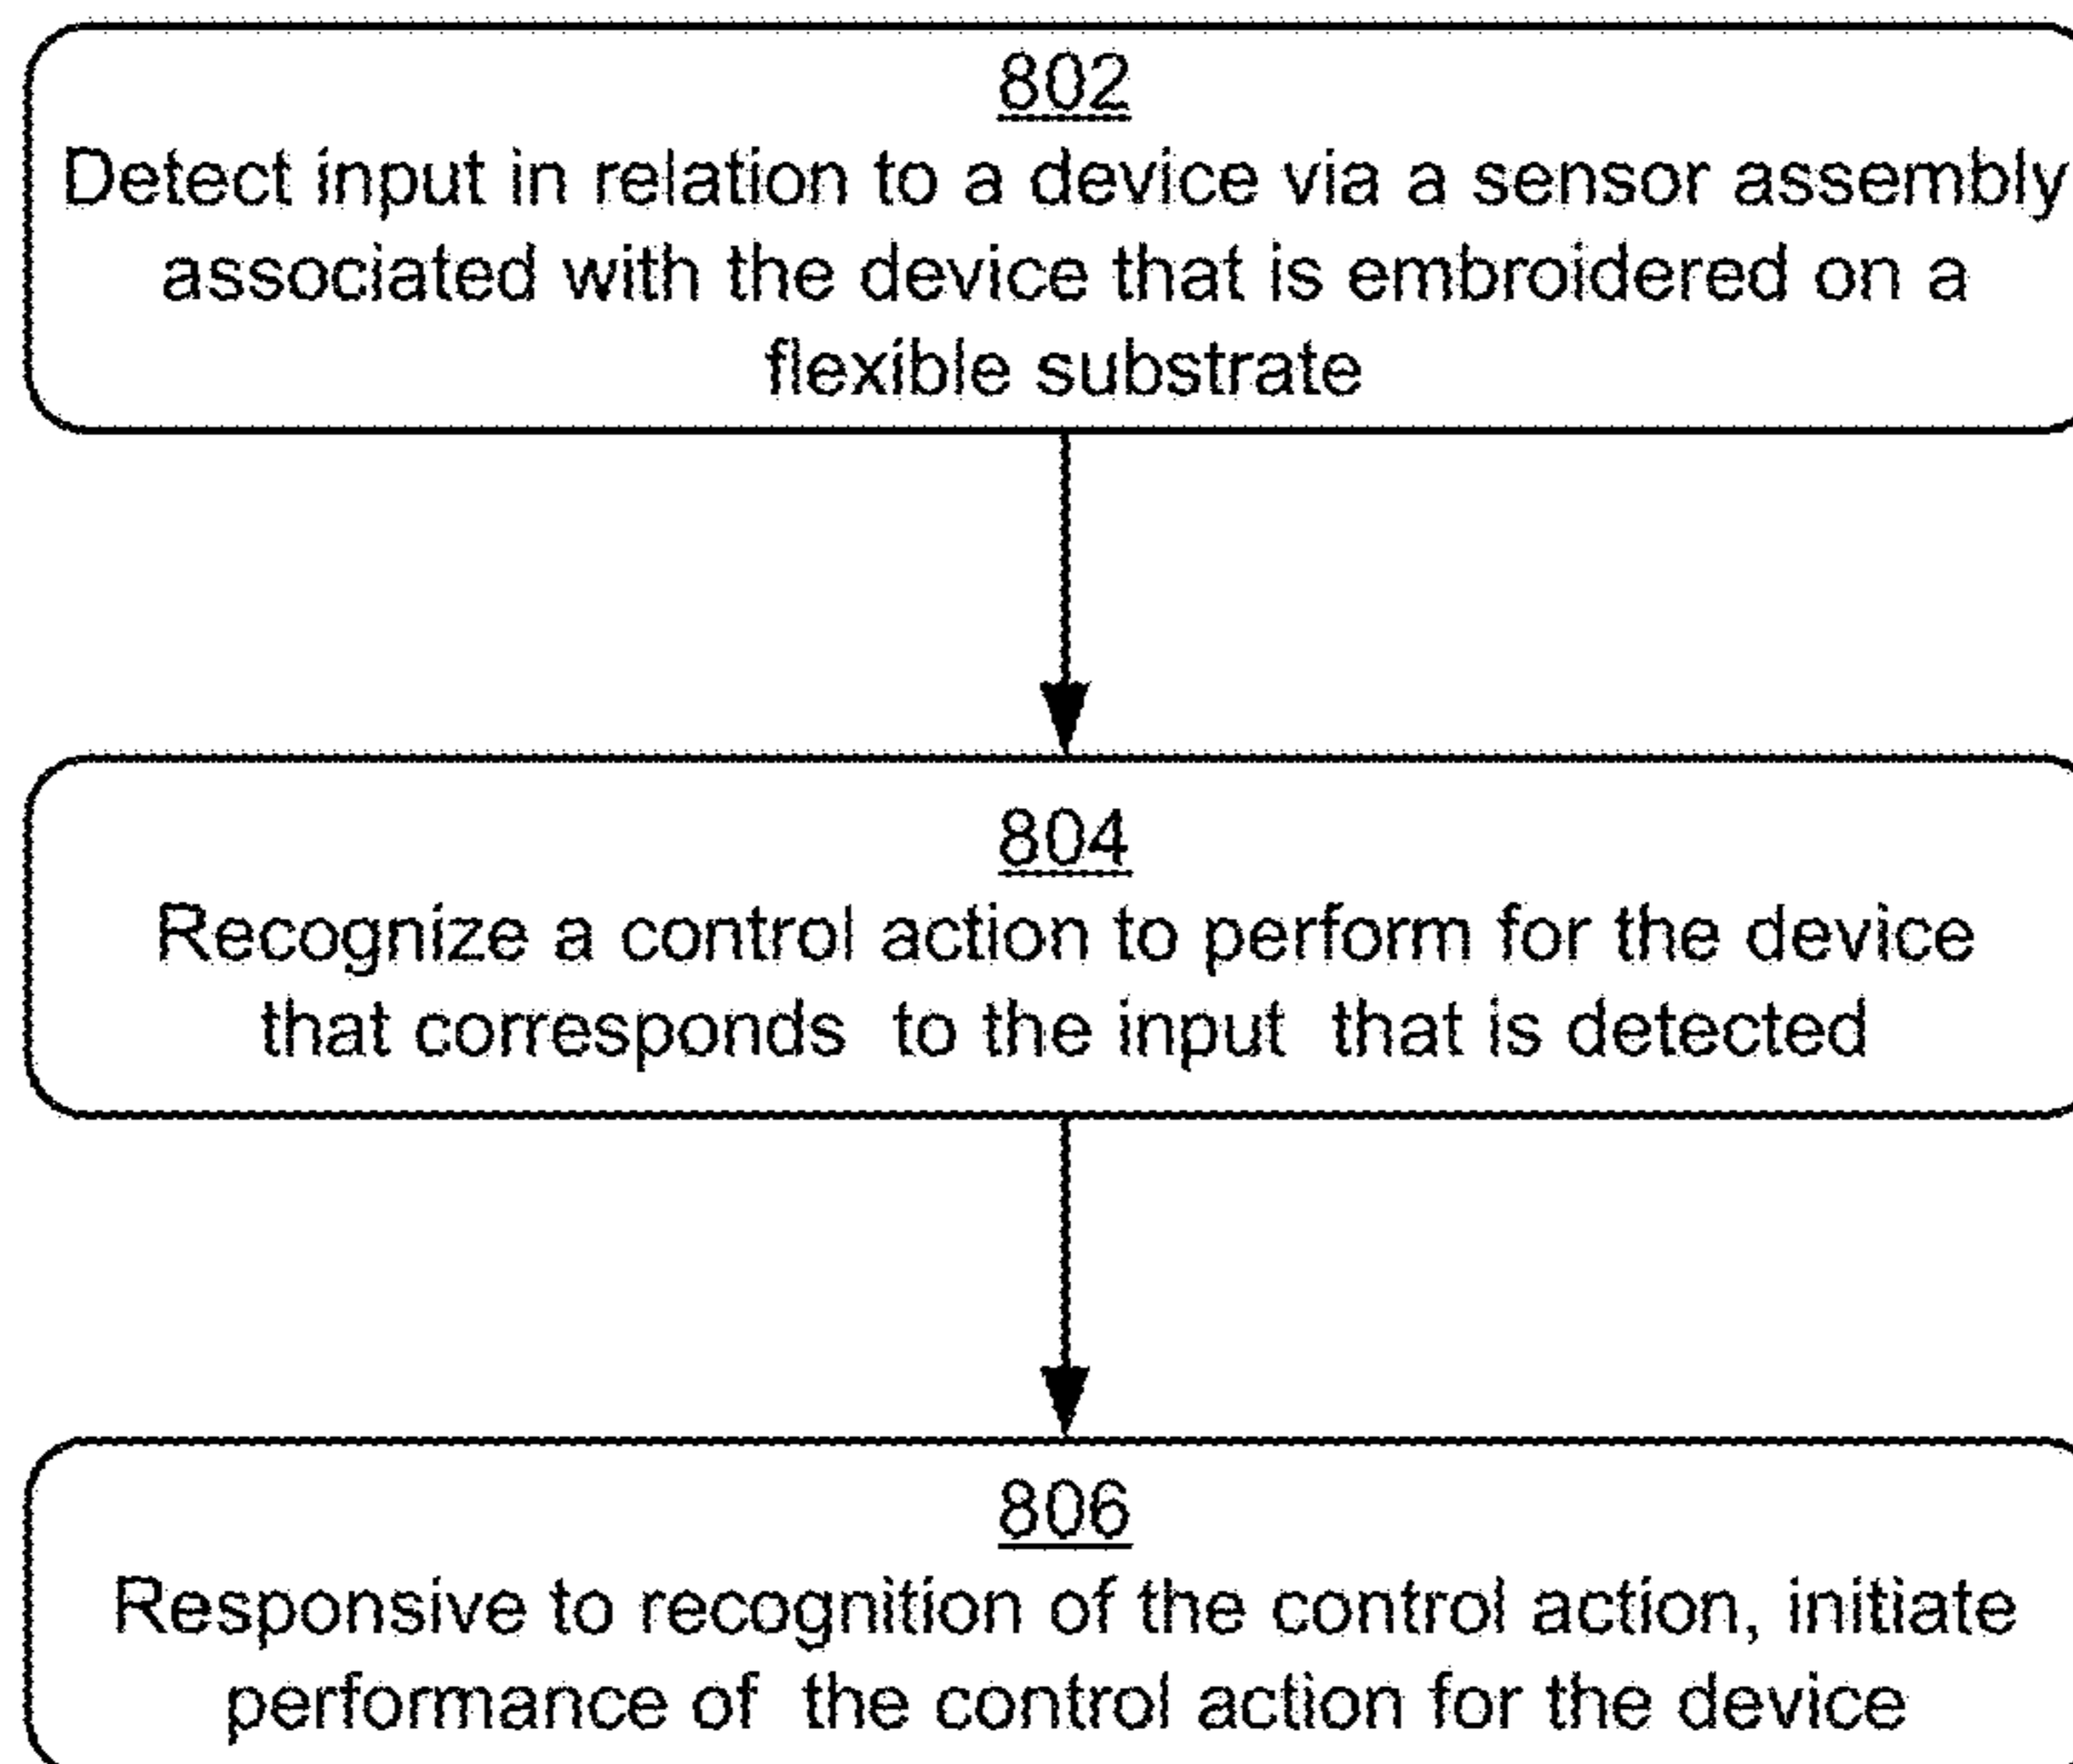 802
Detect input in relation to a device via a sensor assembly
associated with the device that is embroidered on a
flexible substrate
804
Recognize a control action to perform for the device
that corresponds to the input that is detected
806
Responsive to recognition of the control action, initiate
performance of the control action for the device